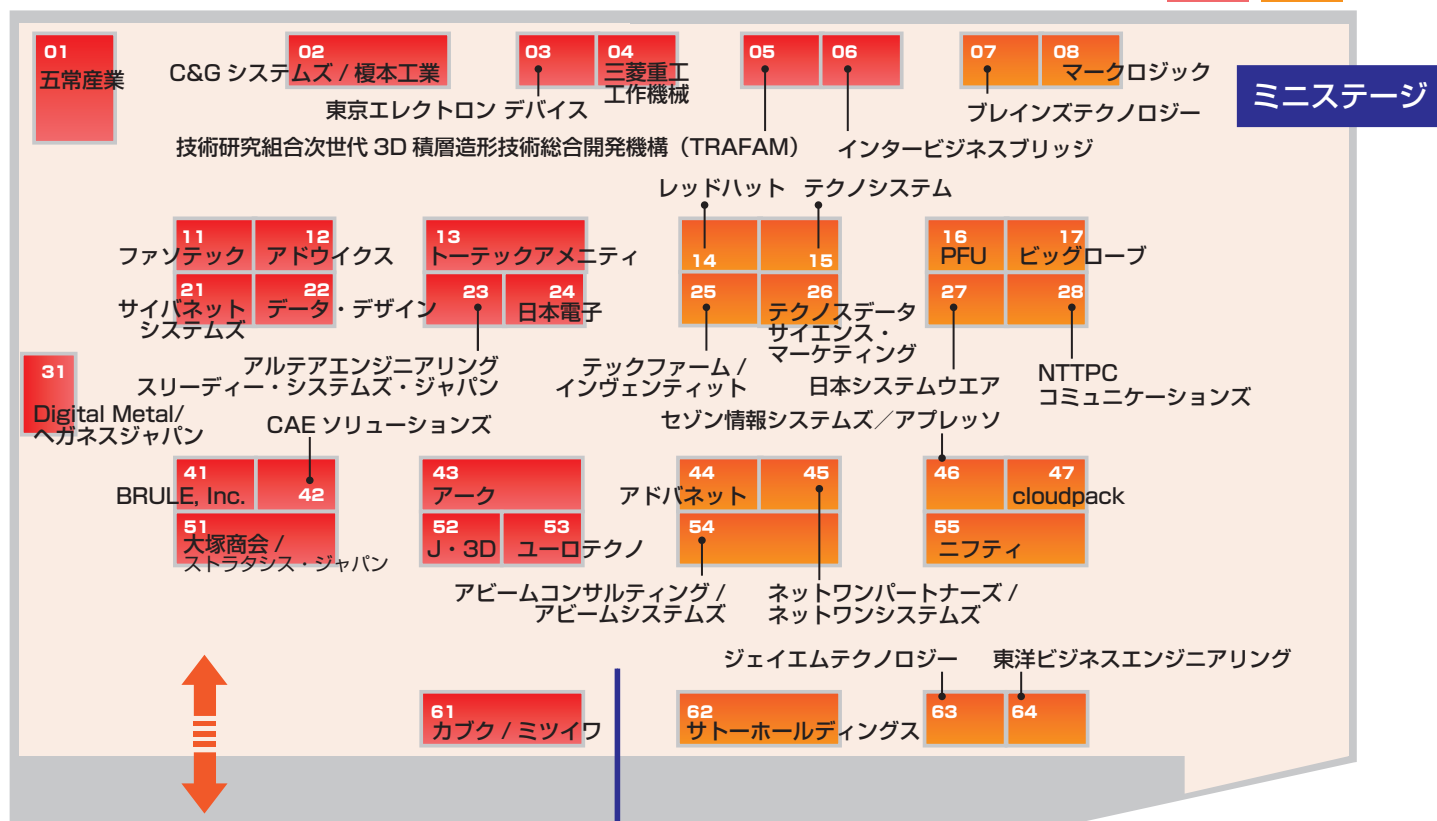 01
五常産業
02
C&G システムズ / 榎本工業
03
東京エレクトロン デバイス
04
三菱重工
工作機械
05
技術研究組合次世代 3D 積層造形技術総合開発機構（TRAFAM）
06
インタービジネスブリッジ
07
ブレインズテクノロジー
08
マークロジック
ミニステージ
11
ファソテック
12
アドウイクス
13
トーテックアメニティ
レッドハット
14
テクノシステム
15
16
PFU
17
ビッグローブ
21
サイバネット
システムズ
22
データ・デザイン
23
アルテアエンジニアリング
スリーディー・システムズ・ジャパン
24
日本電子
25
テックファーム /
インヴェンティット
26
テクノスデータ
サイエンス・
マーケティング
27
日本システムウエア
28
NTTPC
コミュニケーションズ
31
Digital Metal/
ヘガネスジャパン
41
BRULE, Inc.
CAE ソリューションズ
42
43
アーク
44
アドバネット
45
ネットワンパートナーズ /
ネットワンシステムズ
セゾン情報システムズ／アプレッソ
46
47
cloudpack
51
大塚商会 /
ストラタシス・ジャパン
52
J・3D
53
ユーロテクノ
54
アビームコンサルティング /
アビームシステムズ
55
ニフティ
61
カブク / ミツイワ
62
サトーホールディングス
ジェイエムテクノロジー
63
東洋ビジネスエンジニアリング
64